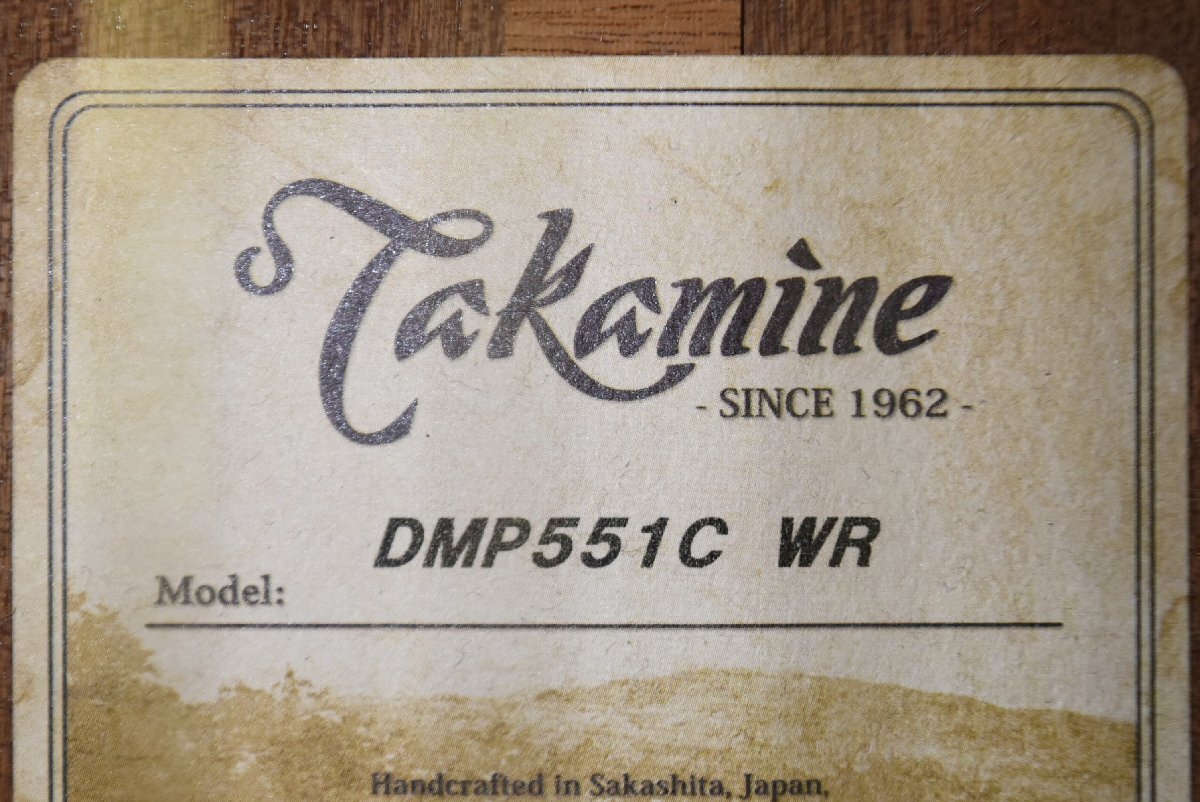 Takamine
- SINCE 1962 -
DMP551C WR
Model:
Handcrafted in Sakashita, Japan.